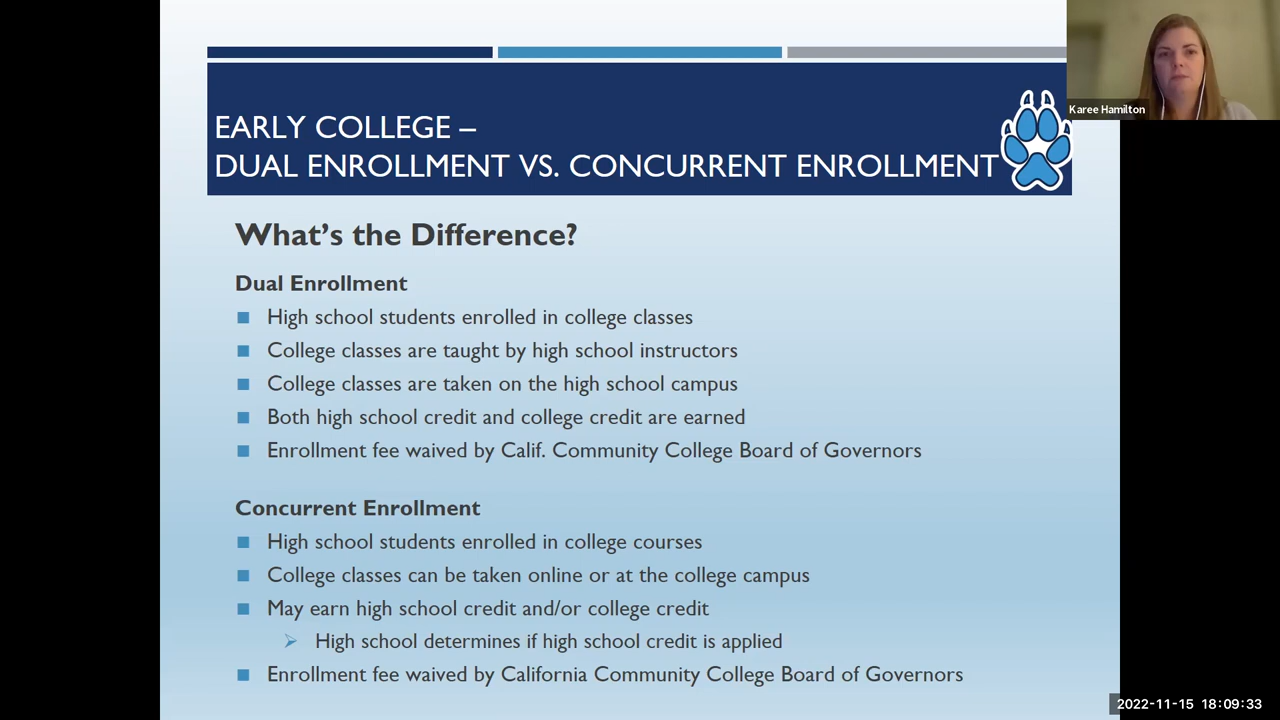 EARLY COLLEGE –
DUAL ENROLLMENT VS. CONCURRENT ENROLLMENT
Karee Hamilton
What's the Difference?
Dual Enrollment
High school students enrolled in college classes
College classes are taught by high school instructors
College classes are taken on the high school campus
Both high school credit and college credit are earned
Enrollment fee waived by Calif. Community College Board of Governors
Concurrent Enrollment
High school students enrolled in college courses
College classes can be taken online or at the college campus
May earn high school credit and/or college credit
High school determines if high school credit is applied
Enrollment fee waived by California Community College Board of Governors
2022-11-15 18:09:33